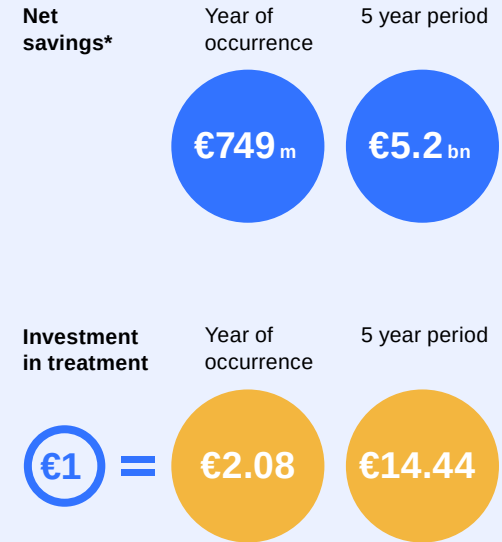 Net
savings*
Year of
occurrence
5 year period
€749 m
€5.2 bn
Investment
in treatment
Year of
occurrence
5 year period
€1 =
€2.08
€14.44